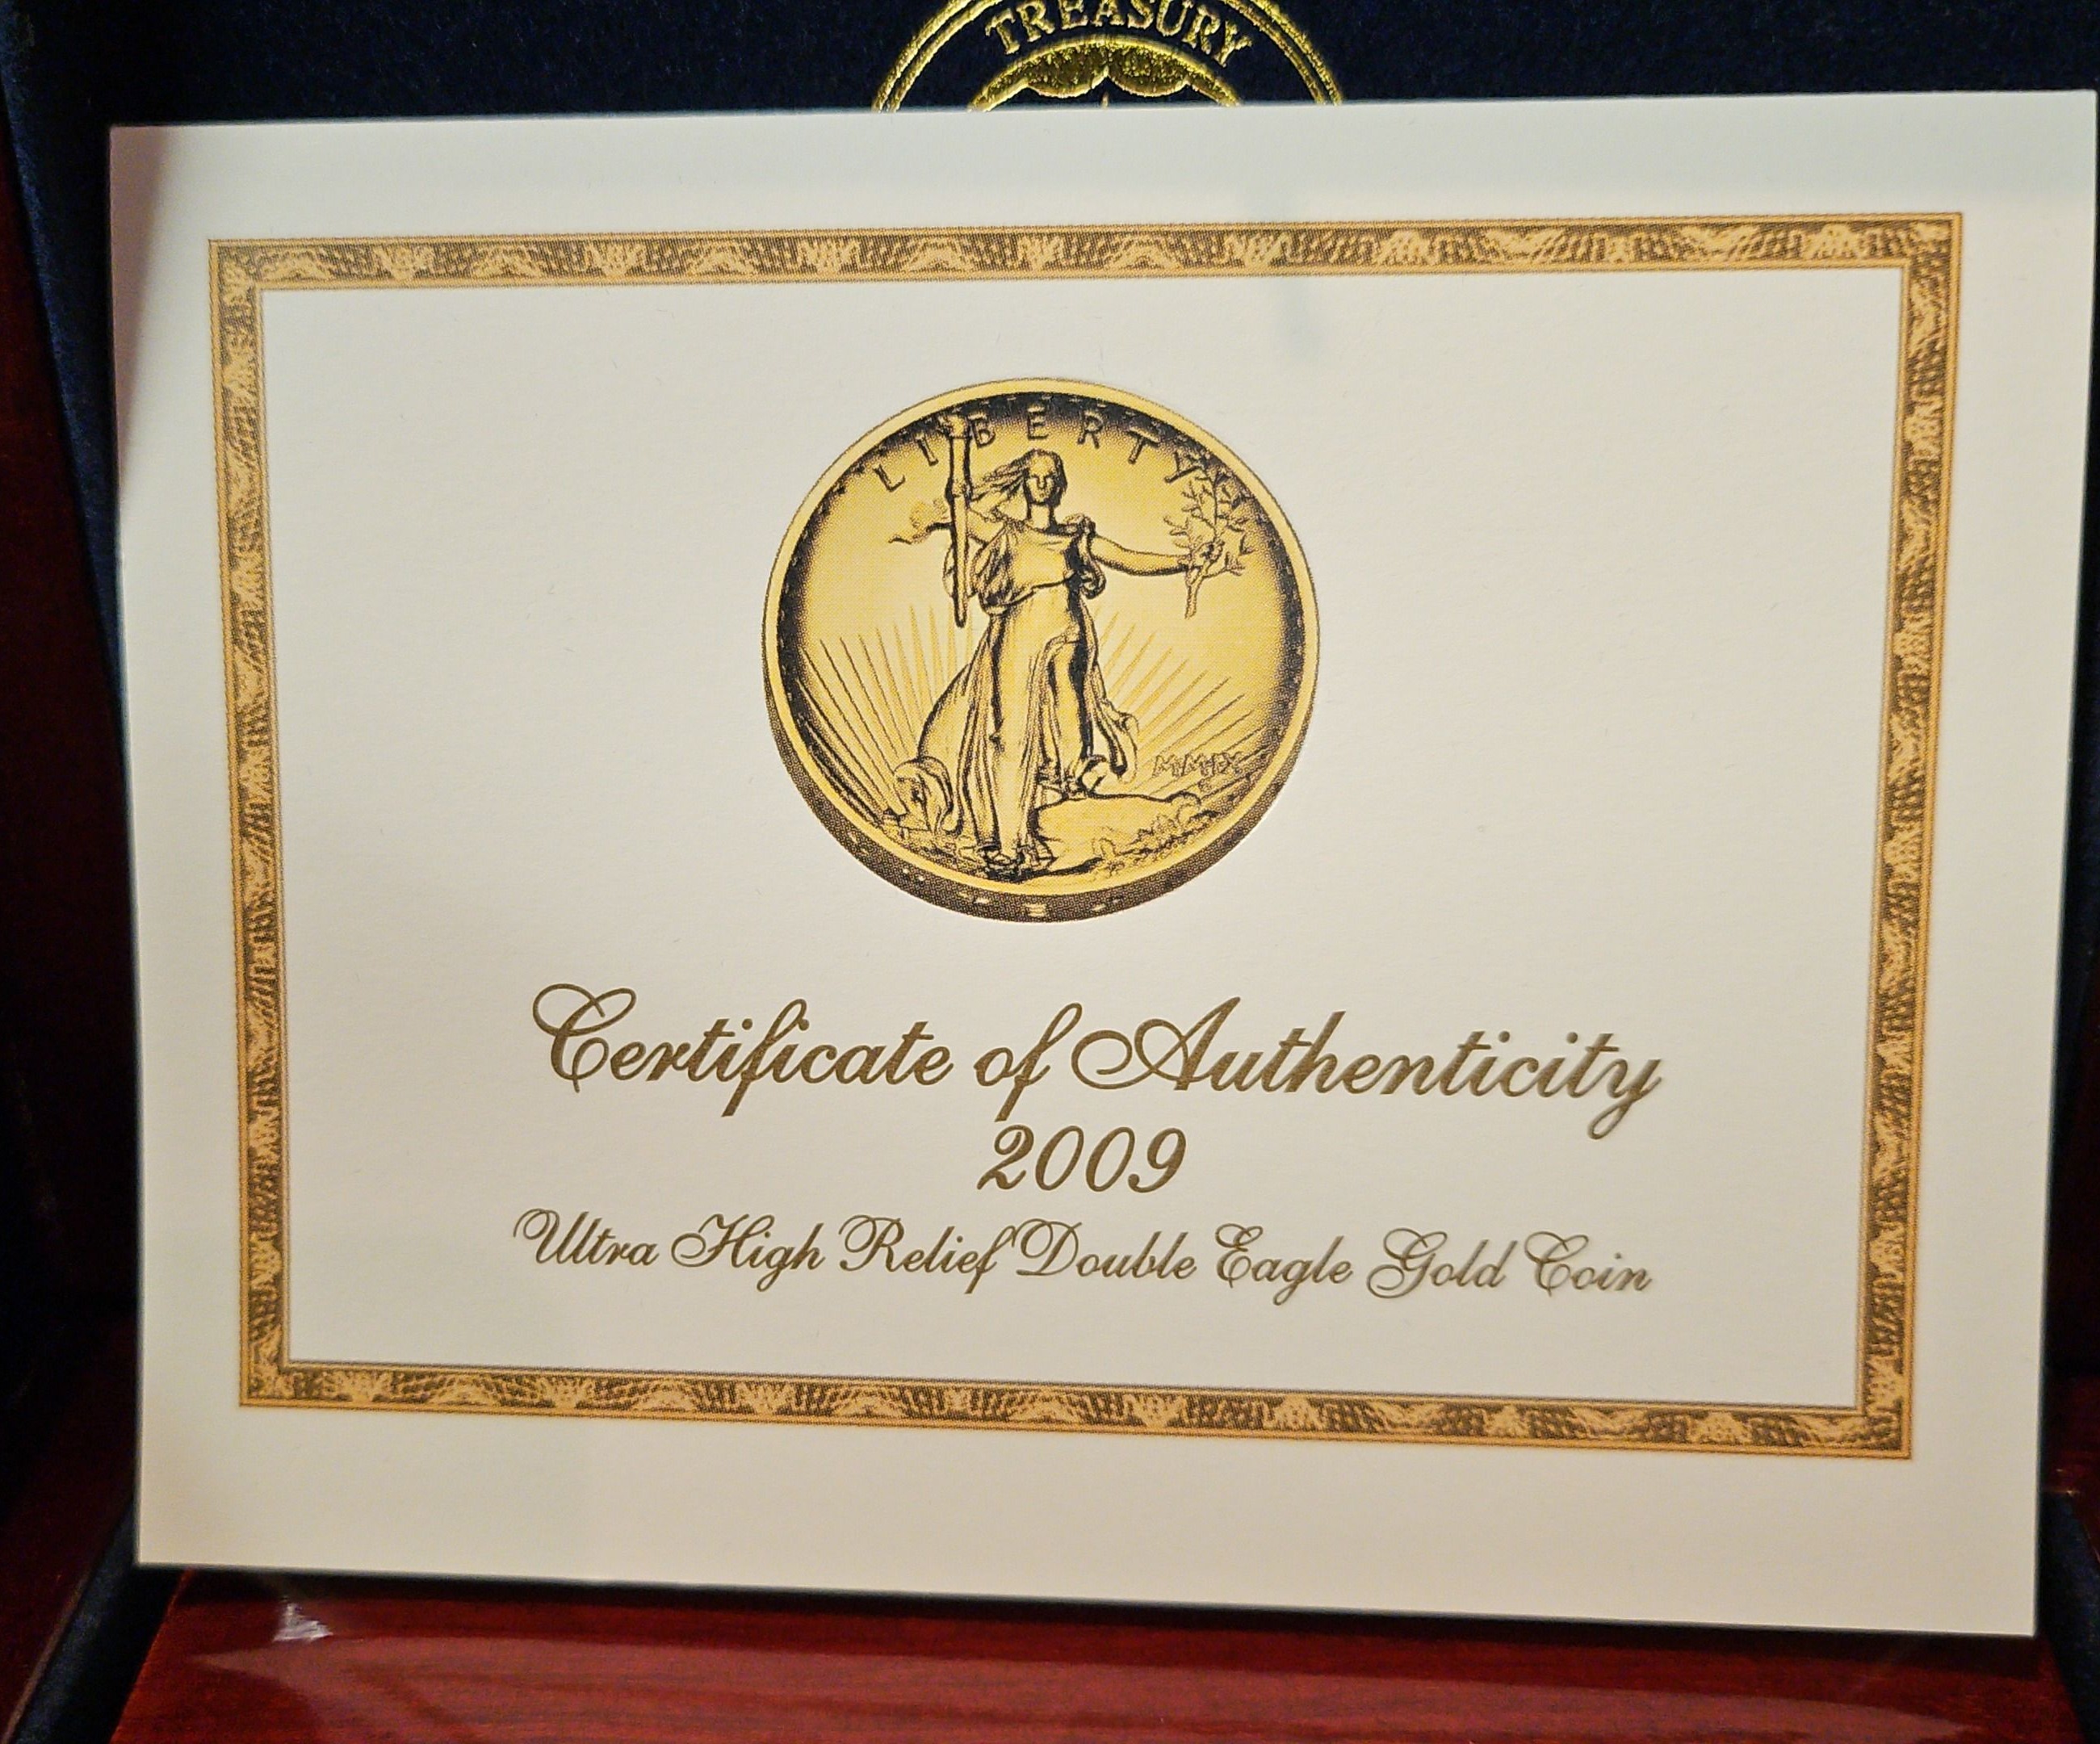 TREASURY
LIBERTY
MMIX
Certificate of Authenticity
2009
Ultra High Relief Double Eagle Gold Coin